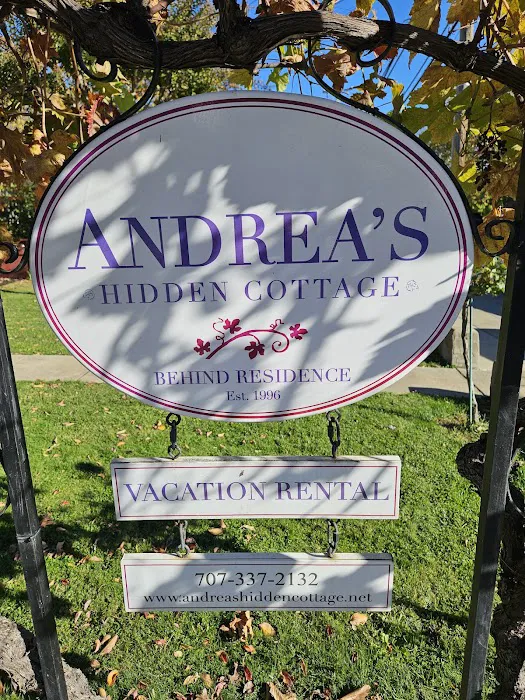 ANDREA'S
HIDDEN COTTAGE
BEHIND RESIDENCE
Est. 1996
VACATION RENTAL
707-337-2132
www.andreashiddencottage.net